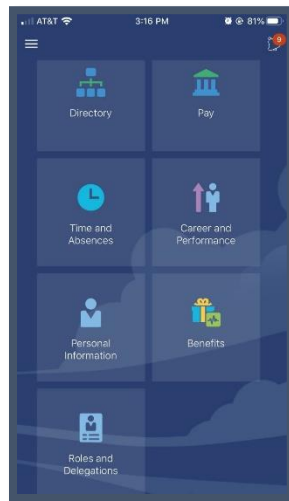 AT&T 3:16 PM 81%
9
Directory
Pay
Time and
Absences
Career and
Performance
Personal
Information
Benefits
Roles and
Delegations